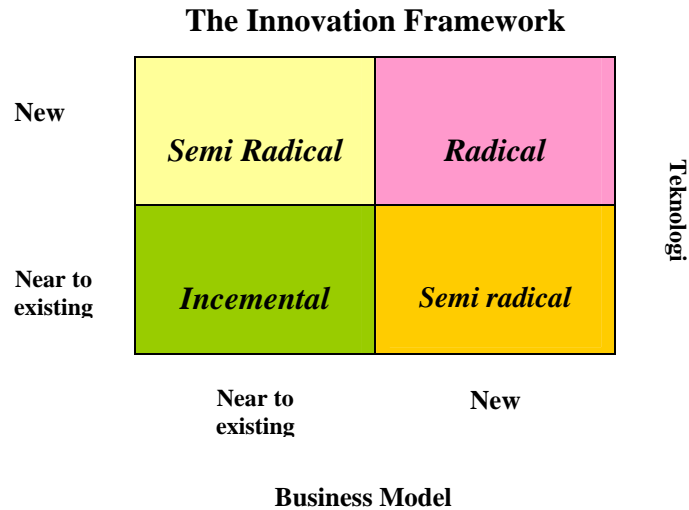 The Innovation Framework
New
Semi Radical
Radical
Teknologi
Near to
existing
Incemental
Semi radical
Near to
existing
New
Business Model